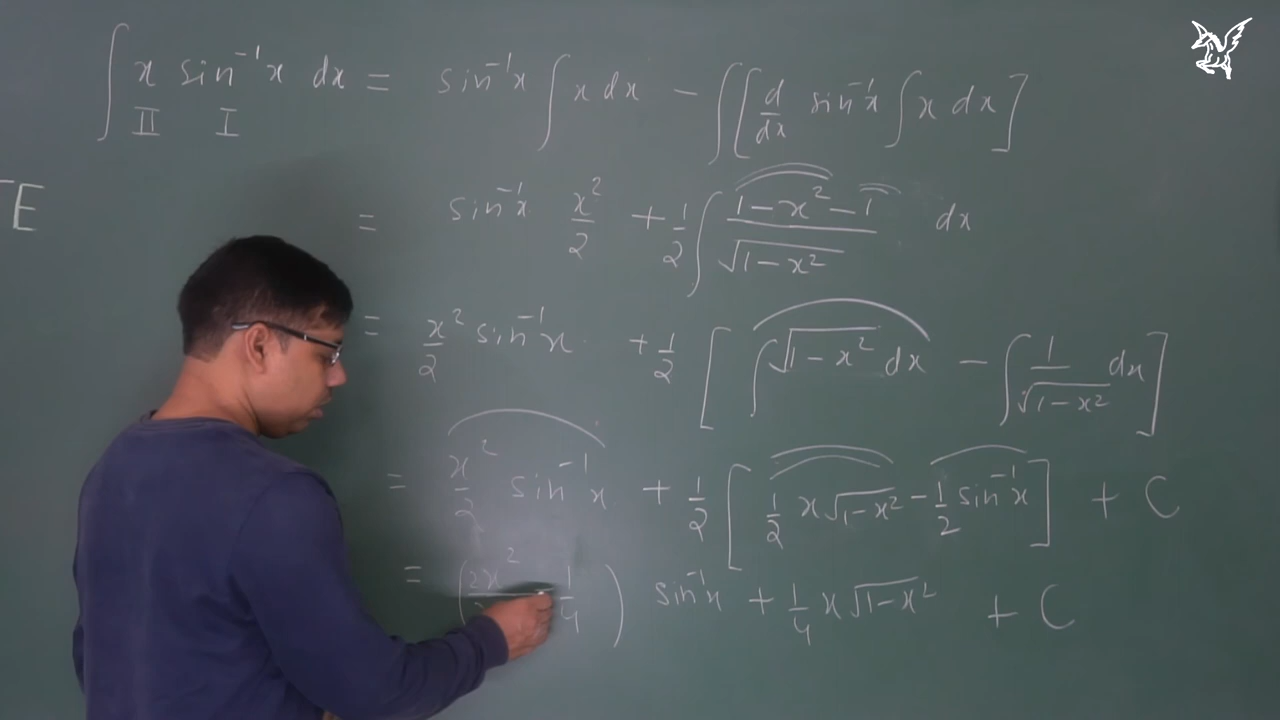 ∫ x sin⁻¹x dx = sin⁻¹x ∫ x dx − ∫ [ d/dx sin⁻¹x ∫ x dx ]
II I
TE
= sin⁻¹x x²/2 + 1/2 ∫ (1 − x² − 1)/√(1 − x²) dx
= x²/2 sin⁻¹x + 1/2 [ ∫ √(1 − x²) dx − ∫ 1/√(1 − x²) dx ]
= x²/2 sin⁻¹x + 1/2 [ 1/2 x√(1 − x²) − 1/2 sin⁻¹x ] + C
= ( 2x² 1/4 ) sin⁻¹x + 1/4 x√(1 − x²) + C